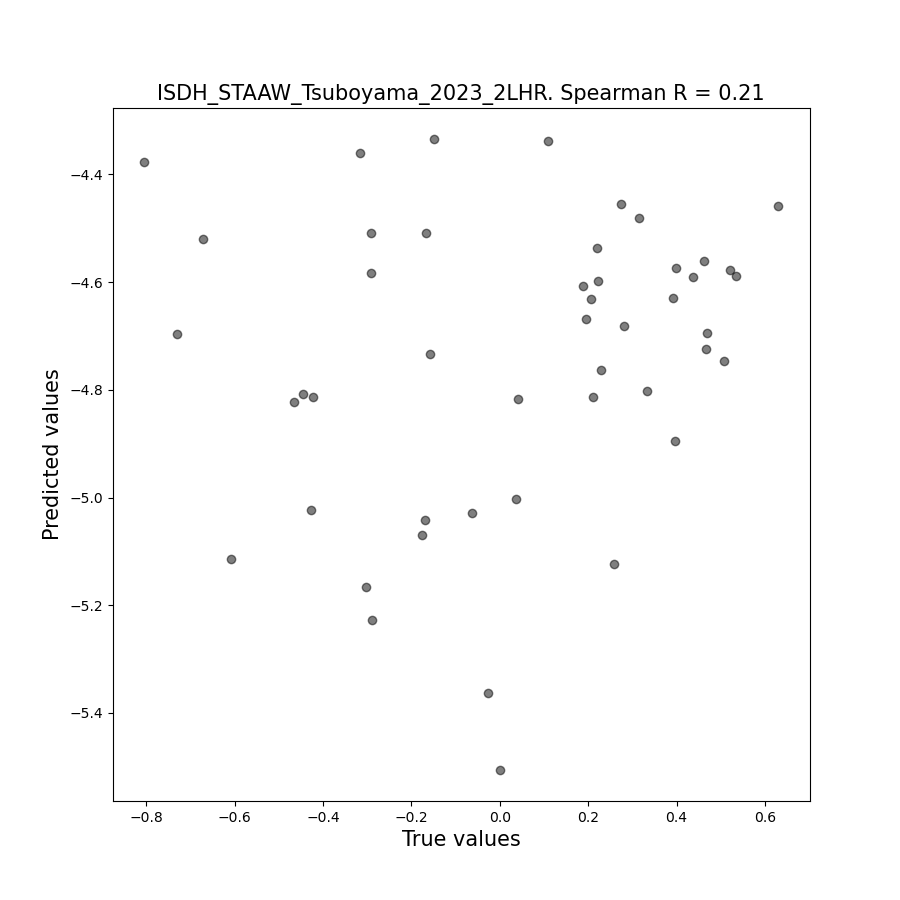 ISDH_STAAW_Tsuboyama_2023_2LHR. Spearman R = 0.21
Predicted values
−4.4
−4.6
−4.8
−5.0
−5.2
−5.4
−0.8 −0.6 −0.4 −0.2 0.0 0.2 0.4 0.6
True values